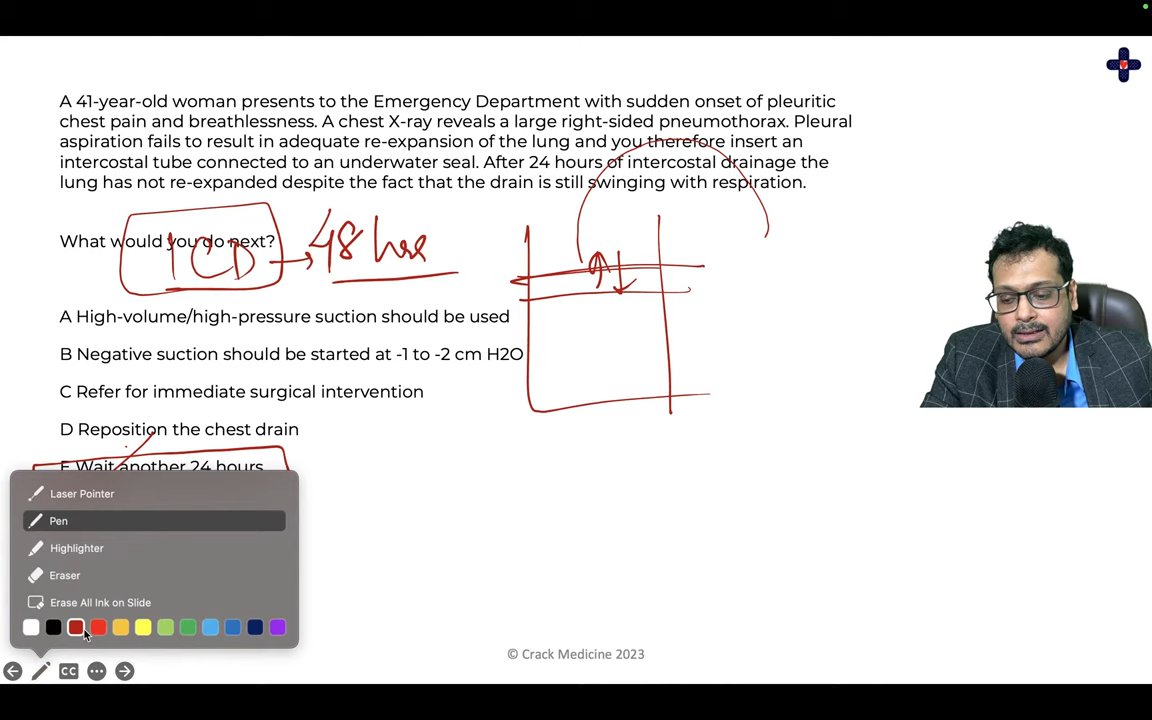 A 41-year-old woman presents to the Emergency Department with sudden onset of pleuritic
chest pain and breathlessness. A chest X-ray reveals a large right-sided pneumothorax. Pleural
aspiration fails to result in adequate re-expansion of the lung and you therefore insert an
intercostal tube connected to an underwater seal. After 24 hours of intercostal drainage the
lung has not re-expanded despite the fact that the drain is still swinging with respiration.
What would you do next?
ICD → 48 hrs
A High-volume/high-pressure suction should be used
B Negative suction should be started at -1 to -2 cm H2O
C Refer for immediate surgical intervention
D Reposition the chest drain
E Wait another 24 hours
Laser Pointer
Pen
Highlighter
Eraser
Erase All Ink on Slide
CC
© Crack Medicine 2023